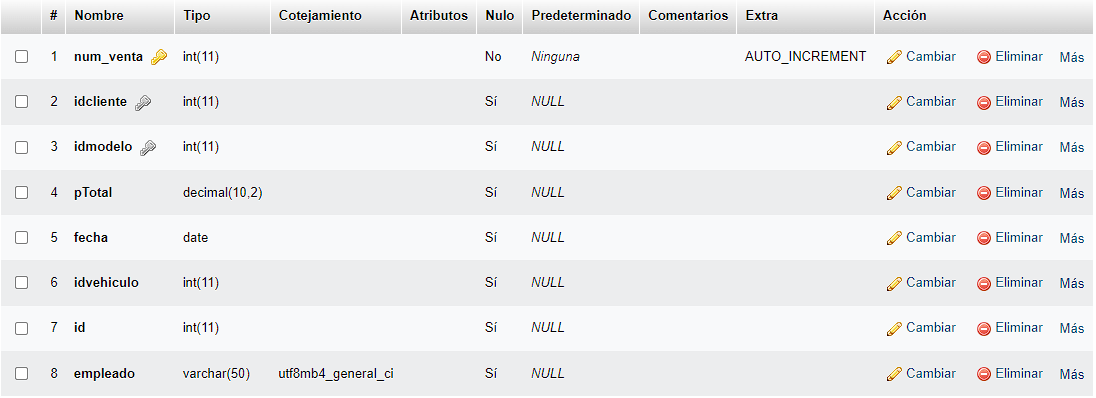 # Nombre Tipo Cotejamiento Atributos Nulo Predeterminado Comentarios Extra Acción
1 num_venta int(11) No Ninguna AUTO_INCREMENT Cambiar Eliminar Más
2 idcliente int(11) Sí NULL Cambiar Eliminar Más
3 idmodelo int(11) Sí NULL Cambiar Eliminar Más
4 pTotal decimal(10,2) Sí NULL Cambiar Eliminar Más
5 fecha date Sí NULL Cambiar Eliminar Más
6 idvehiculo int(11) Sí NULL Cambiar Eliminar Más
7 id int(11) Sí NULL Cambiar Eliminar Más
8 empleado varchar(50) utf8mb4_general_ci Sí NULL Cambiar Eliminar Más